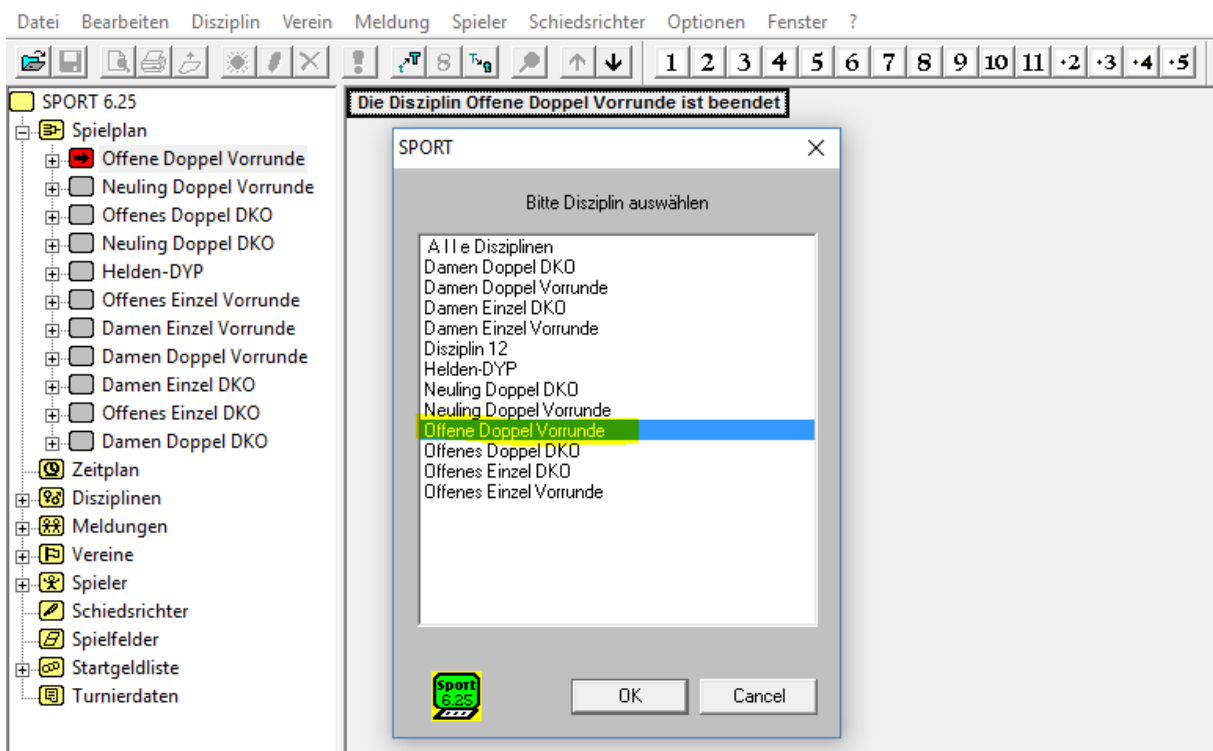 Datei Bearbeiten Disziplin Verein Meldung Spieler Schiedsrichter Optionen Fenster ?
1 2 3 4 5 6 7 8 9 10 11 ·2 ·3 ·4 ·5
SPORT 6.25
Spielplan
Offene Doppel Vorrunde
Neuling Doppel Vorrunde
Offenes Doppel DKO
Neuling Doppel DKO
Helden-DYP
Offenes Einzel Vorrunde
Damen Einzel Vorrunde
Damen Doppel Vorrunde
Damen Einzel DKO
Offenes Einzel DKO
Damen Doppel DKO
Zeitplan
Disziplinen
Meldungen
Vereine
Spieler
Schiedsrichter
Spielfelder
Startgeldliste
Turnierdaten
Die Disziplin Offene Doppel Vorrunde ist beendet
SPORT
Bitte Disziplin auswählen
A l l e Disziplinen
Damen Doppel DKO
Damen Doppel Vorrunde
Damen Einzel DKO
Damen Einzel Vorrunde
Disziplin 12
Helden-DYP
Neuling Doppel DKO
Neuling Doppel Vorrunde
Offene Doppel Vorrunde
Offenes Doppel DKO
Offenes Einzel DKO
Offenes Einzel Vorrunde
Sport
6.25
OK Cancel